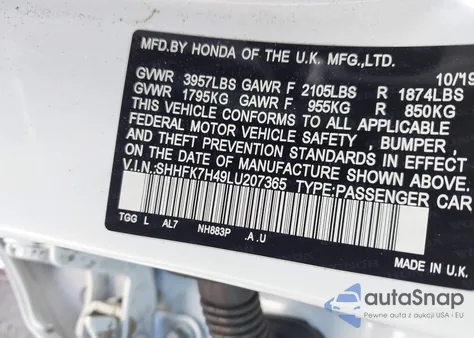 MFD.BY HONDA OF THE U.K. MFG.,LTD. 10/19
GVWR 3957LBS GAWR F 2105LBS R 1874LBS
GVWR 1795KG GAWR F 955KG R 850KG
THIS VEHICLE CONFORMS TO ALL APPLICABLE
FEDERAL MOTOR VEHICLE SAFETY , BUMPER ,
AND THEFT PREVENTION STANDARDS IN EFFECT
ON THE DATE OF MANUFACTURE SHOWN ABOVE.
V.I.N.:SHHFK7H49LU207365 TYPE:PASSENGER CAR
TGG L AL7 NH883P .A.U
MADE IN U.K.
autoSnap
Pewne auta z aukcji USA i EU